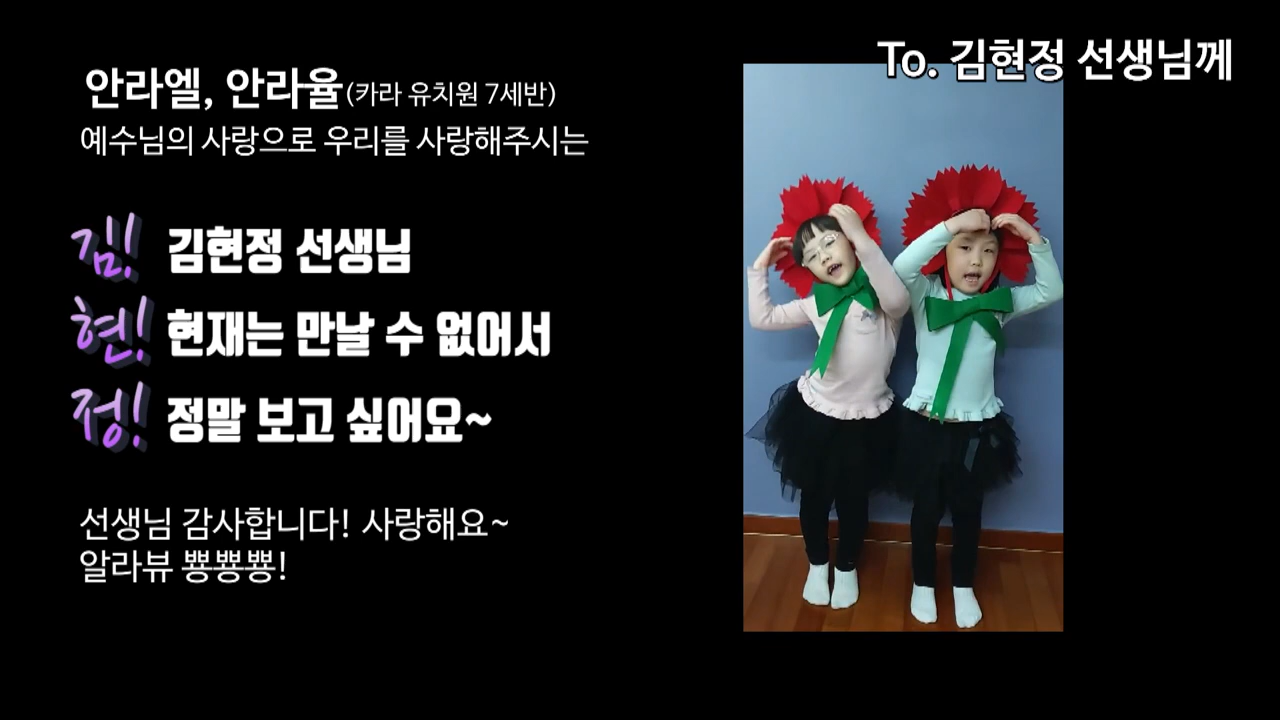 To. 김현정 선생님께
안라엘, 안라율(카라 유치원 7세반)
예수님의 사랑으로 우리를 사랑해주시는
김! 김현정 선생님
현! 현재는 만날 수 없어서
정! 정말 보고 싶어요~
선생님 감사합니다! 사랑해요~
알라뷰 뿅뿅뿅!